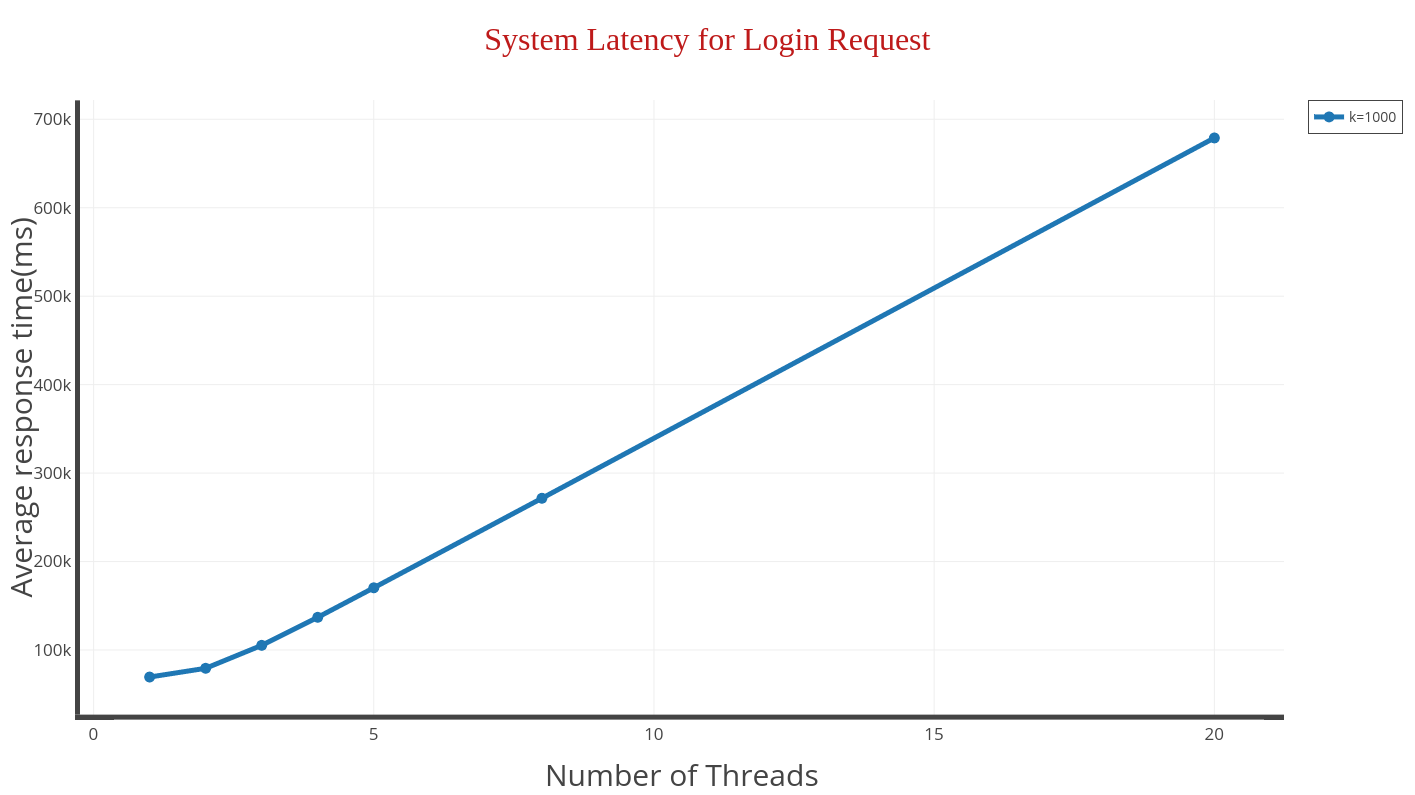 System Latency for Login Request
k=1000
Average response time(ms)
700k
600k
500k
400k
300k
200k
100k
0 5 10 15 20
Number of Threads